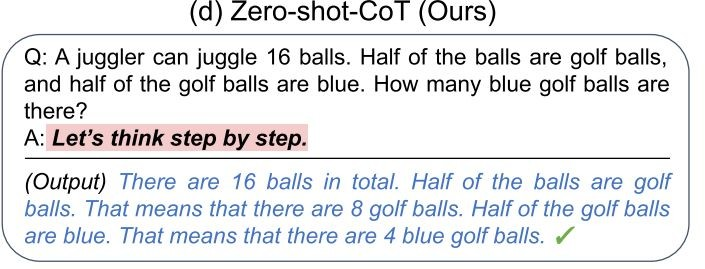 (d) Zero-shot-CoT (Ours)
Q: A juggler can juggle 16 balls. Half of the balls are golf balls,
and half of the golf balls are blue. How many blue golf balls are
there?
A: Let's think step by step.
(Output) There are 16 balls in total. Half of the balls are golf
balls. That means that there are 8 golf balls. Half of the golf balls
are blue. That means that there are 4 blue golf balls. ✓